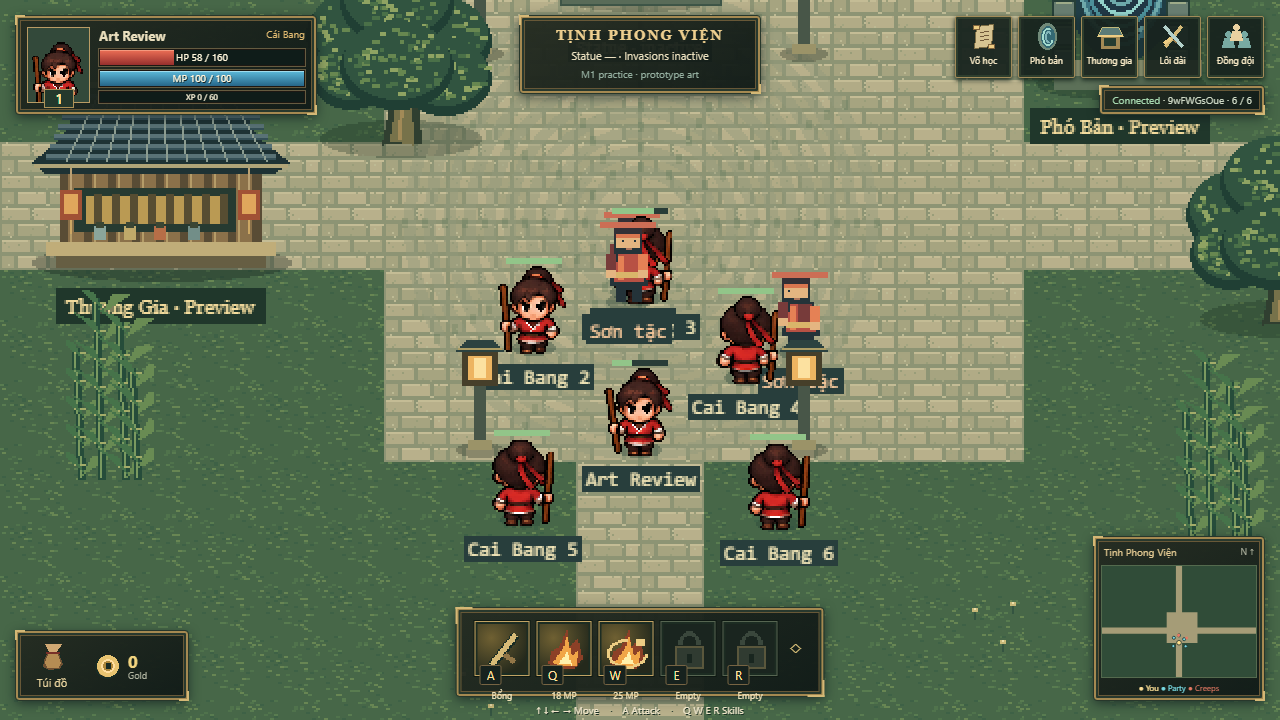 Art Review
Cái Bang
HP 58 / 160
MP 100 / 100
XP 0 / 60
1
TỊNH PHONG VIỆN
Statue — · Invasions inactive
M1 practice · prototype art
Võ học
Phó bản
Thương gia
Lôi đài
Đồng đội
Connected · 9wFWGsOue · 6 / 6
Phó Bản · Preview
Preview
Sơn tặc
3
Bang 2
Cai Bang 4
Art Review
Cai Bang 5
Cai Bang 6
Tịnh Phong Viện
N ↑
You
Party
Creeps
Túi đồ
0
Gold
A
Q
W
E
R
Bổng
18 MP
25 MP
Empty
Empty
↑↓←→ Move · A Attack · Q W E R Skills